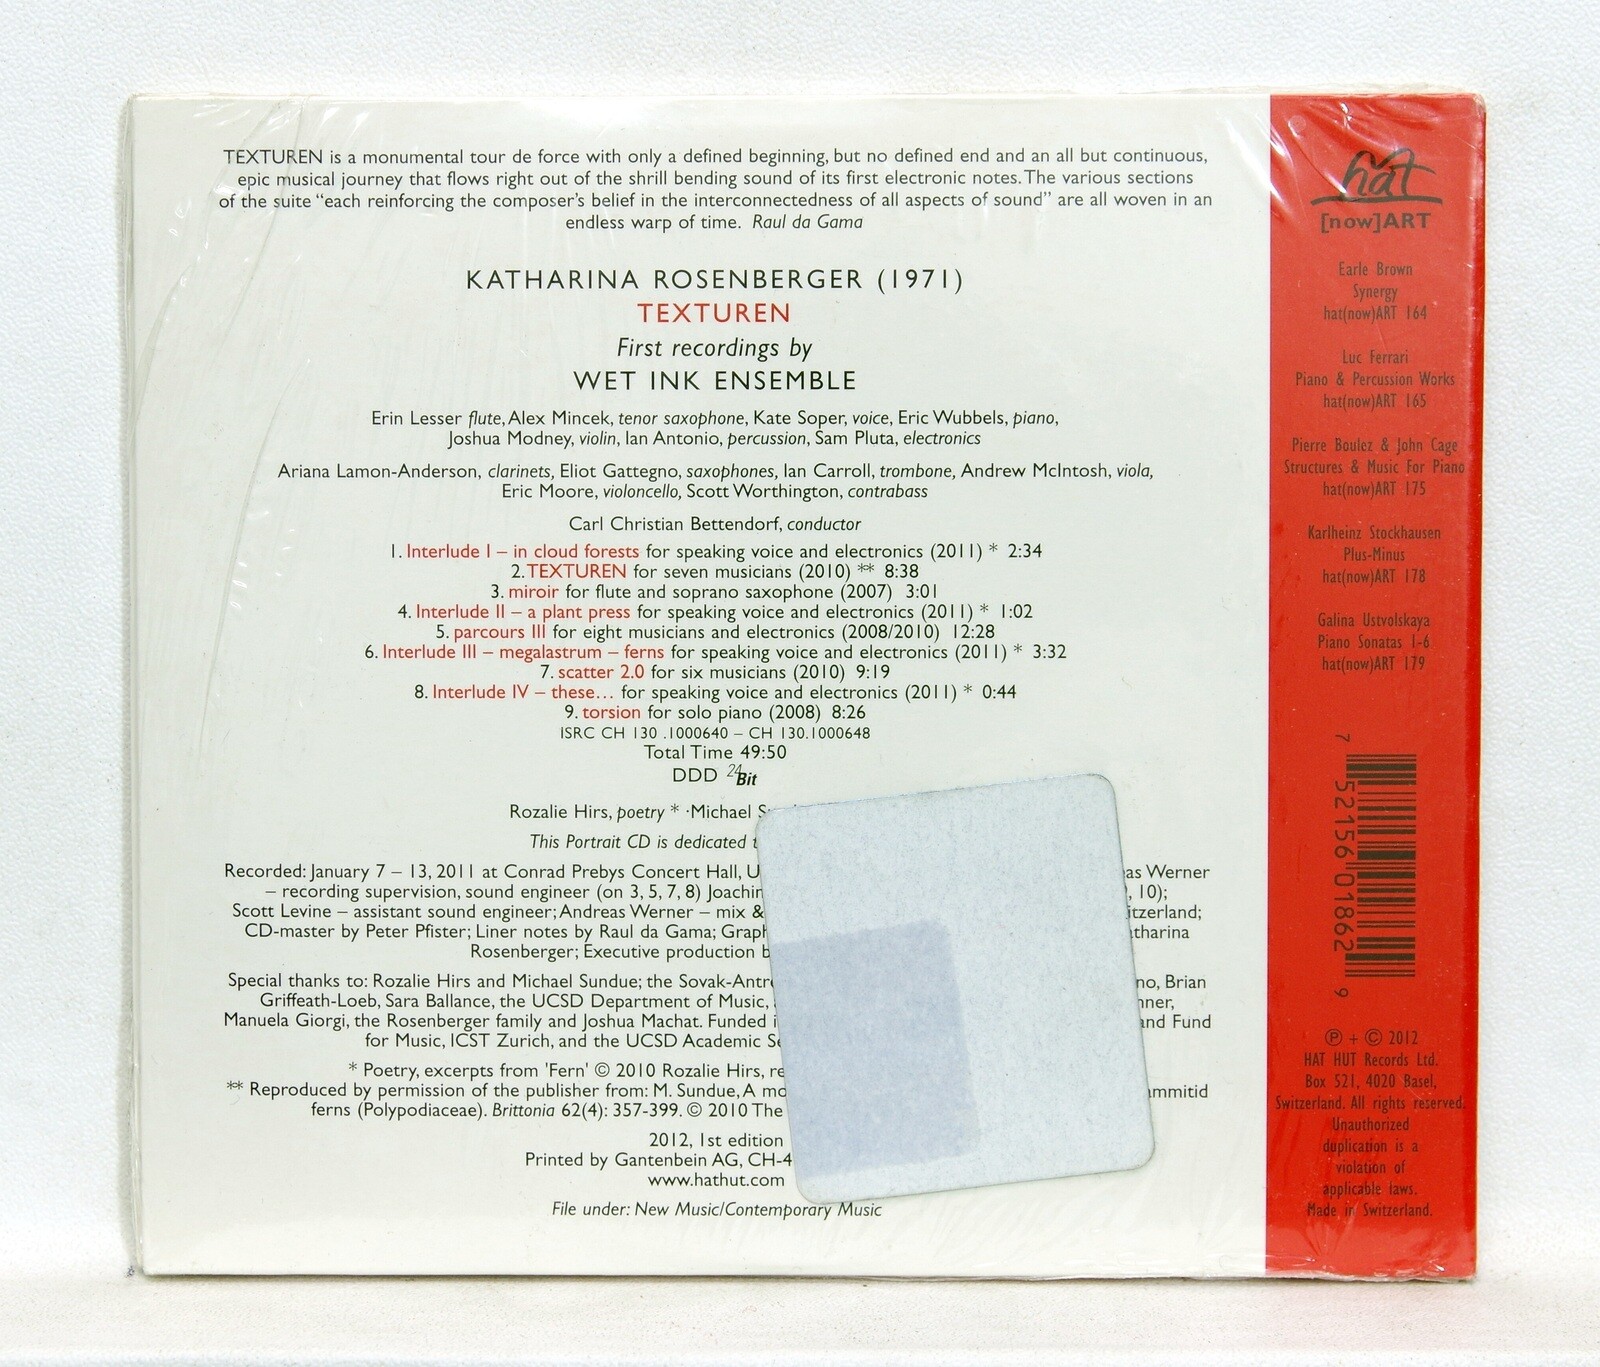 TEXTUREN is a monumental tour de force with only a defined beginning, but no defined end and an all but continuous,
epic musical journey that flows right out of the shrill bending sound of its first electronic notes. The various sections
of the suite “each reinforcing the composer’s belief in the interconnectedness of all aspects of sound” are all woven in an
endless warp of time. Raul da Gama
KATHARINA ROSENBERGER (1971)
TEXTUREN
First recordings by
WET INK ENSEMBLE
Erin Lesser flute, Alex Mincek, tenor saxophone, Kate Soper, voice, Eric Wubbels, piano,
Joshua Modney, violin, Ian Antonio, percussion, Sam Pluta, electronics
Ariana Lamon-Anderson, clarinets, Eliot Gattegno, saxophones, Ian Carroll, trombone, Andrew McIntosh, viola,
Eric Moore, violoncello, Scott Worthington, contrabass
Carl Christian Bettendorf, conductor
1. Interlude I – in cloud forests for speaking voice and electronics (2011) * 2:34
2. TEXTUREN for seven musicians (2010) ** 8:38
3. miroir for flute and soprano saxophone (2007) 3:01
4. Interlude II – a plant press for speaking voice and electronics (2011) * 1:02
5. parcours III for eight musicians and electronics (2008/2010) 12:28
6. Interlude III – megalastrum – ferns for speaking voice and electronics (2011) * 3:32
7. scatter 2.0 for six musicians (2010) 9:19
8. Interlude IV – these… for speaking voice and electronics (2011) * 0:44
9. torsion for solo piano (2008) 8:26
ISRC CH 130 .1000640 – CH 130.1000648
Total Time 49:50
DDD 24Bit
Rozalie Hirs, poetry * ·Michael
This Portrait CD is dedicated
Recorded: January 7 – 13, 2011 at Conrad Prebys Concert Hall, Werner
– recording supervision, sound engineer (on 3, 5, 7, 8) , 10);
Scott Levine – assistant sound engineer; Andreas Werner – mix &
CD-master by Peter Pfister; Liner notes by Raul da Gama;
Rosenberger; Executive production
Special thanks to: Rozalie Hirs and Michael Sundue; the Brian
Griffeath-Loeb, Sara Ballance, the UCSD Department of Music,
Manuela Giorgi, the Rosenberger family and Joshua Machat. Funded and Fund
for Music, ICST Zurich, and the UCSD Academic
* Poetry, excerpts from 'Fern' © 2010 Rozalie Hirs,
** Reproduced by permission of the publisher from: M. Sundue, A
ferns (Polypodiaceae). Brittonia 62(4): 357-399. © 2010 The
2012, 1st edition
Printed by Gantenbein AG, CH-4
www.hathut.com
File under: New Music/Contemporary Music
hat
[now]ART
Earle Brown
Synergy
hat(now)ART 164
Luc Ferrari
Piano & Percussion Works
hat(now)ART 165
Pierre Boulez & John Cage
Structures & Music For Piano
hat(now)ART 175
Karlheinz Stockhausen
Plus-Minus
hat(now)ART 178
Galina Ustvolskaya
Piano Sonatas 1-6
hat(now)ART 179
7 52156 01862 9
℗ + © 2012
HAT HUT Records Ltd.
Box 521, 4020 Basel,
Switzerland. All rights reserved.
Unauthorized
duplication is a
violation of
applicable laws.
Made in Switzerland.